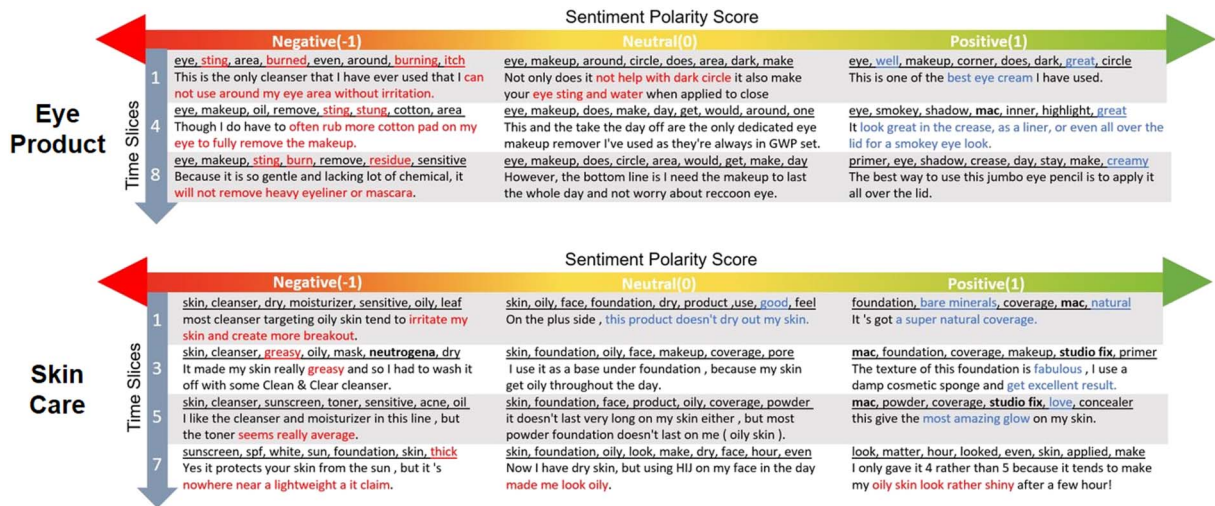 Sentiment Polarity Score
Negative(-1) Neutral(0) Positive(1)
Eye Product
Time Slices
1
eye, sting, area, burned, even, around, burning, itch
This is the only cleanser that I have ever used that I can
not use around my eye area without irritation.
eye, makeup, around, circle, does, area, dark, make
Not only does it not help with dark circle it also make
your eye sting and water when applied to close
eye, well, makeup, corner, does, dark, great, circle
This is one of the best eye cream I have used.
4
eye, makeup, oil, remove, sting, stung, cotton, area
Though I do have to often rub more cotton pad on my
eye to fully remove the makeup.
eye, makeup, does, make, day, get, would, around, one
This and the take the day off are the only dedicated eye
makeup remover I've used as they're always in GWP set.
eye, smokey, shadow, mac, inner, highlight, great
It look great in the crease, as a liner, or even all over the
lid for a smokey eye look.
8
eye, makeup, sting, burn, remove, residue, sensitive
Because it is so gentle and lacking lot of chemical, it
will not remove heavy eyeliner or mascara.
eye, makeup, does, circle, area, would, get, make, day
However, the bottom line is I need the makeup to last
the whole day and not worry about reccoon eye.
primer, eye, shadow, crease, day, stay, make, creamy
The best way to use this jumbo eye pencil is to apply it
all over the lid.
Sentiment Polarity Score
Negative(-1) Neutral(0) Positive(1)
Skin Care
Time Slices
1
skin, cleanser, dry, moisturizer, sensitive, oily, leaf
most cleanser targeting oily skin tend to irritate my
skin and create more breakout.
skin, oily, face, foundation, dry, product ,use, good, feel
On the plus side , this product doesn't dry out my skin.
foundation, bare minerals, coverage, mac, natural
It 's got a super natural coverage.
3
skin, cleanser, greasy, oily, mask, neutrogena, dry
It made my skin really greasy and so I had to wash it
off with some Clean & Clear cleanser.
skin, foundation, oily, face, makeup, coverage, pore
I use it as a base under foundation , because my skin
get oily throughout the day.
mac, foundation, coverage, makeup, studio fix, primer
The texture of this foundation is fabulous , I use a
damp cosmetic sponge and get excellent result.
5
skin, cleanser, sunscreen, toner, sensitive, acne, oil
I like the cleanser and moisturizer in this line , but
the toner seems really average.
skin, foundation, face, product, oily, coverage, powder
it doesn't last very long on my skin either , but most
powder foundation doesn't last on me ( oily skin ).
mac, powder, coverage, studio fix, love, concealer
this give the most amazing glow on my skin.
7
sunscreen, spf, white, sun, foundation, skin, thick
Yes it protects your skin from the sun , but it 's
nowhere near a lightweight a it claim.
skin, foundation, oily, look, make, dry, face, hour, even
Now I have dry skin, but using HIJ on my face in the day
made me look oily.
look, matter, hour, looked, even, skin, applied, make
I only gave it 4 rather than 5 because it tends to make
my oily skin look rather shiny after a few hour!